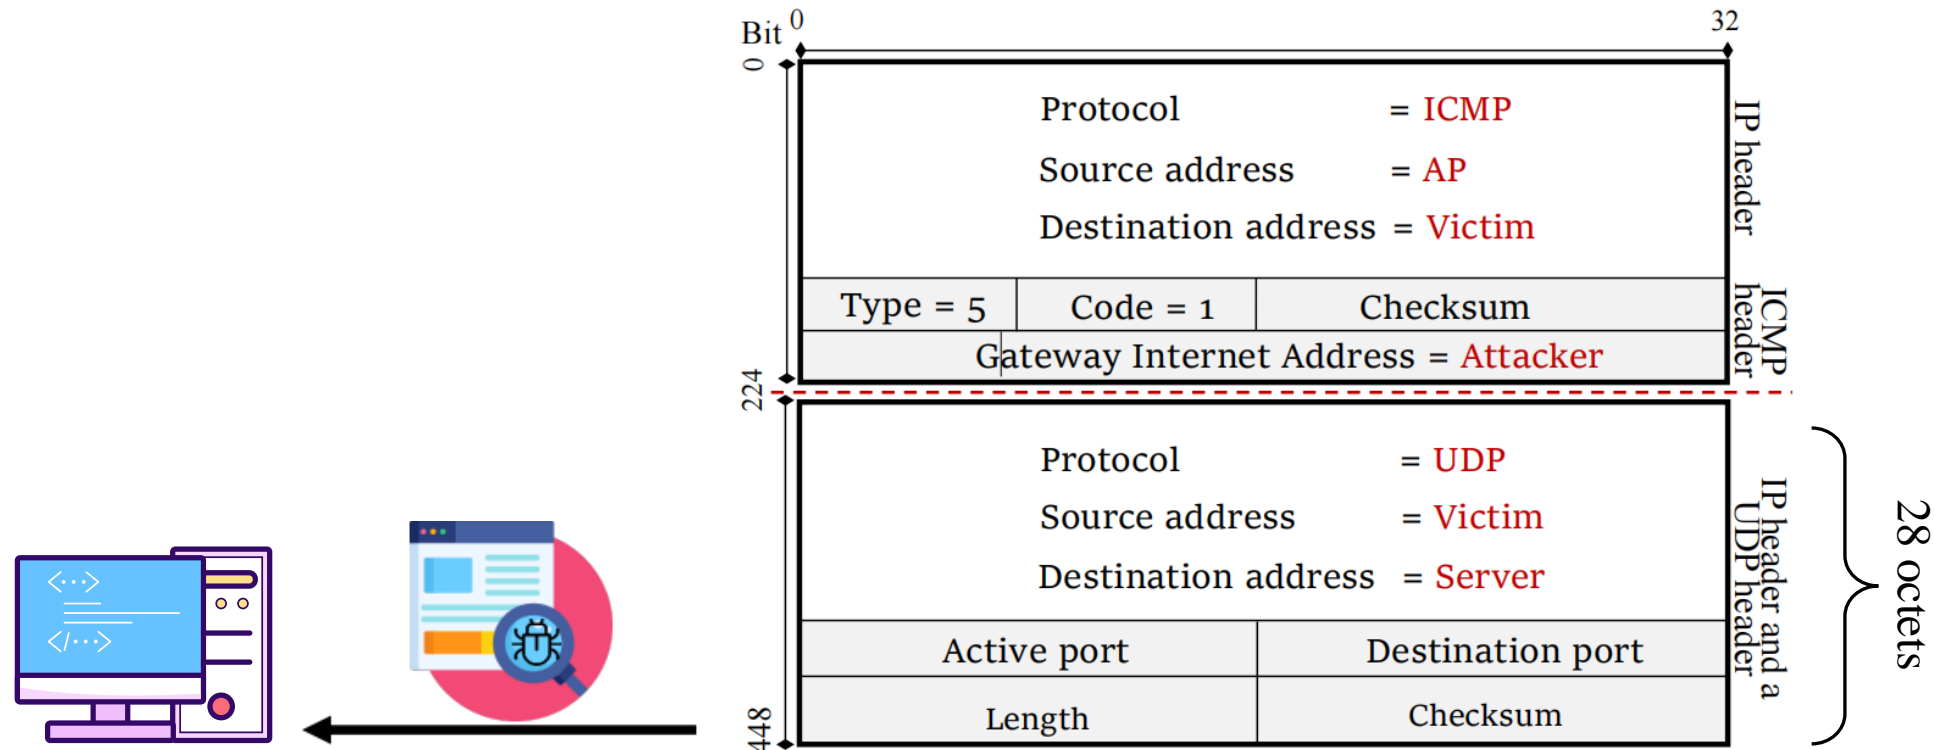 Bit 0 32
0
Protocol = ICMP
Source address = AP
Destination address = Victim
IP header
Type = 5 Code = 1 Checksum
Gateway Internet Address = Attacker
ICMP
header
224
Protocol = UDP
Source address = Victim
Destination address = Server
Active port Destination port
Length Checksum
IP header and a
UDP header
28 octets
448
<...>
</...>